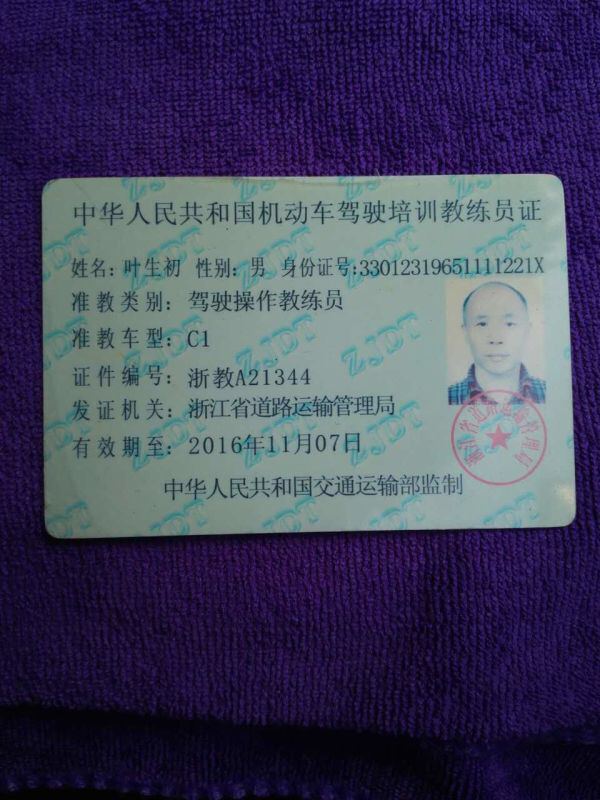 中华人民共和国机动车驾驶培训教练员证
姓名: 叶生初 性别: 男 身份证号:33012319651111221X
准教类别: 驾驶操作教练员
准教车型: C1
证件编号: 浙教A21344
发证机关: 浙江省道路运输管理局
有效期至: 2016年11月07日
中华人民共和国交通运输部监制
浙江省道路运输管理局
ZJDT